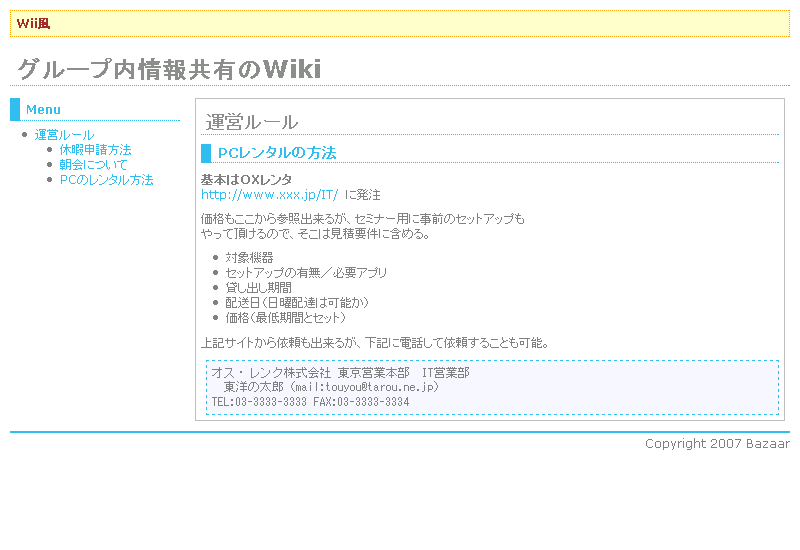 Wii風
グループ内情報共有のWiki
Menu
運営ルール
休暇申請方法
朝会について
PCのレンタル方法
運営ルール
PCレンタルの方法
基本はOXレンタ
http://www.xxx.jp/IT/ に発注
価格もここから参照出来るが、セミナー用に事前のセットアップも
やって頂けるので、そこは見積要件に含める。
対象機器
セットアップの有無／必要アプリ
貸し出し期間
配送日（日曜配達は可能か）
価格（最低期間とセット）
上記サイトから依頼も出来るが、下記に電話して依頼することも可能。
オス・レンク株式会社 東京営業本部　IT営業部
東洋の太郎（mail:touyou@tarou.ne.jp）
TEL:03-3333-3333 FAX:03-3333-3334
Copyright 2007 Bazaar